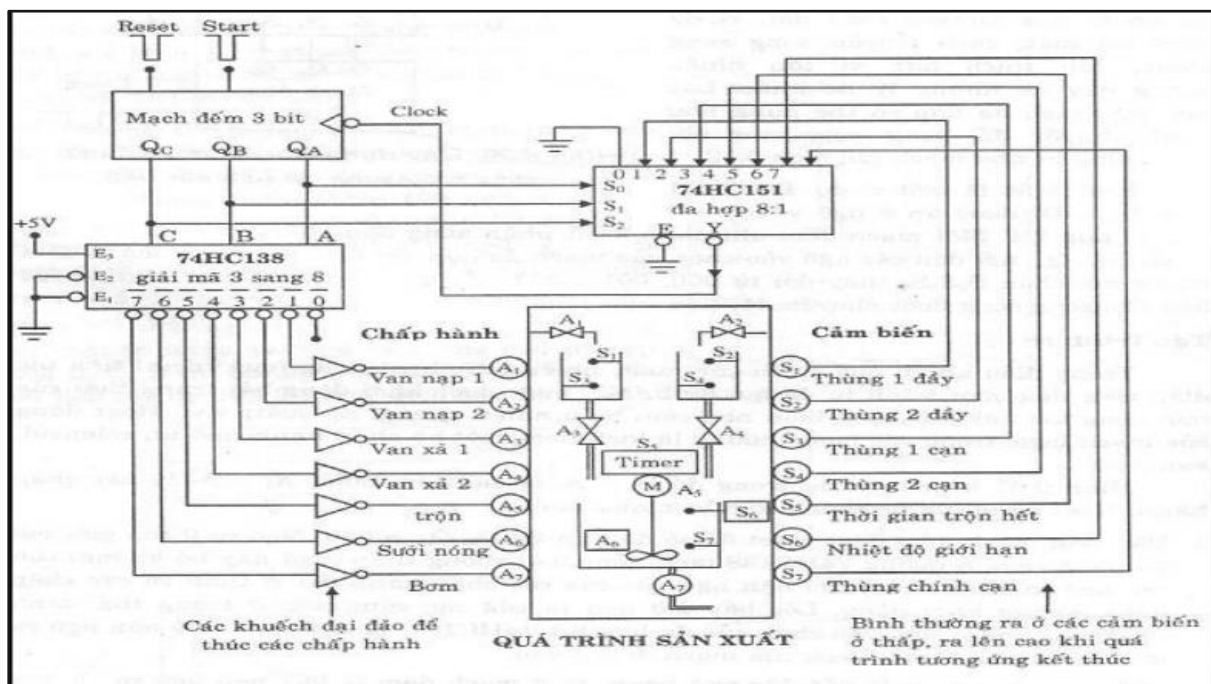 Reset Start
Mạch đếm 3 bit
Clock
QC QB QA
+5V
C B A
E3
74HC138
E2
giải mã 3 sang 8
E1
7 6 5 4 3 2 1 0
0 1 2 3 4 5 6 7
S0
74HC151
S1
đa hợp 8:1
S2
E Y
Chấp hành
Van nạp 1
Van nạp 2
Van xả 1
Van xả 2
trộn
Sưởi nóng
Bơm
A1
A2
A3
A4
A5
A6
A7
A1 A2
S1 S2
S3 S4
A3 A4
S5
Timer
M A5
S6
A6 S7
A7
Cảm biến
S1
Thùng 1 đầy
S2
Thùng 2 đầy
S3
Thùng 1 cạn
S4
Thùng 2 cạn
S5
Thời gian trộn hết
S6
Nhiệt độ giới hạn
S7
Thùng chính cạn
Các khuếch đại đảo để
thúc các chấp hành
QUÁ TRÌNH SẢN XUẤT
Bình thường ra ở các cảm biến
ở thấp, ra lên cao khi quá
trình tương ứng kết thúc